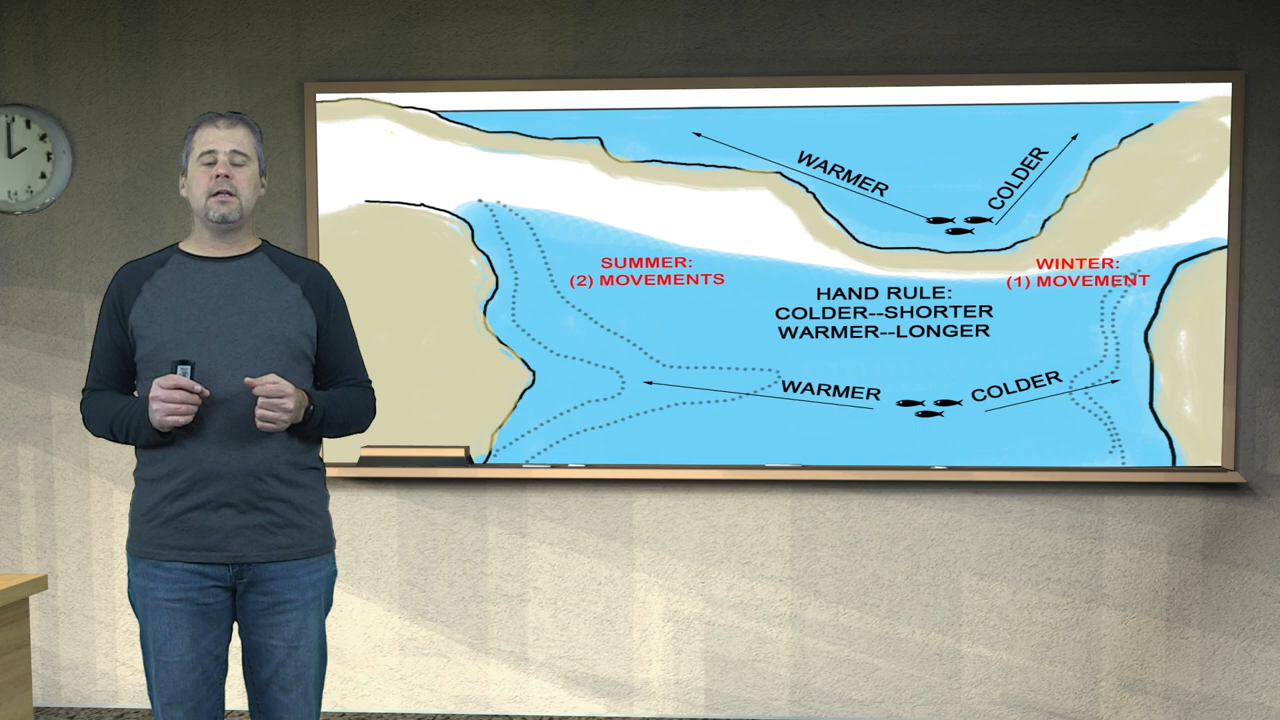 WARMER
COLDER
SUMMER:
(2) MOVEMENTS
WINTER:
(1) MOVEMENT
HAND RULE:
COLDER--SHORTER
WARMER--LONGER
WARMER
COLDER